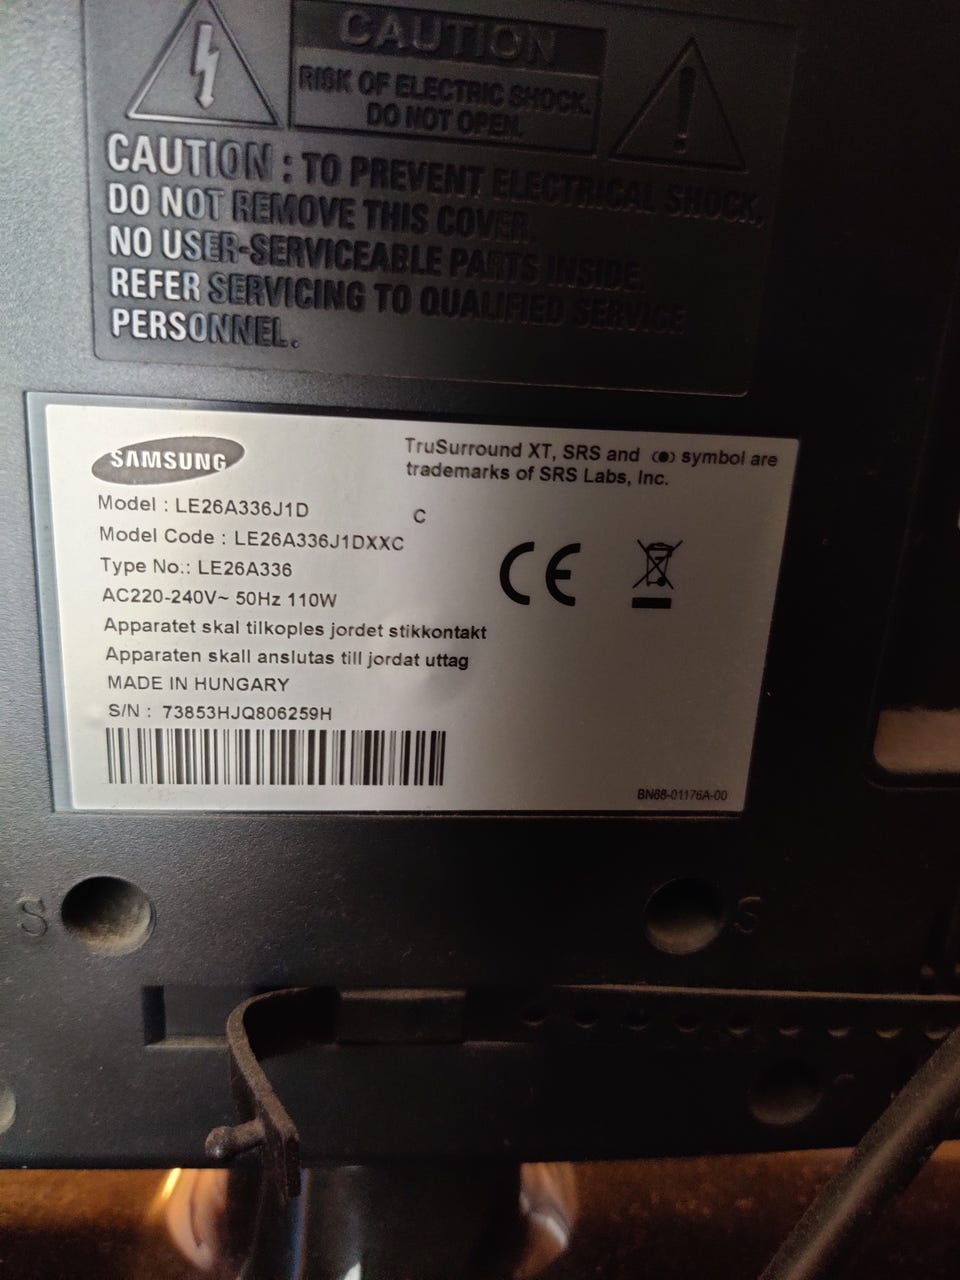 CAUTION
RISK OF ELECTRIC SHOCK.
DO NOT OPEN.
CAUTION : TO PREVENT ELECTRICAL SHOCK,
DO NOT REMOVE THIS COVER.
NO USER-SERVICEABLE PARTS INSIDE.
REFER SERVICING TO QUALIFIED SERVICE
PERSONNEL.
SAMSUNG
TruSurround XT, SRS and (●) symbol are
trademarks of SRS Labs, Inc.
Model : LE26A336J1D
C
Model Code : LE26A336J1DXXC
Type No.: LE26A336
AC220-240V~ 50Hz 110W
CE
Apparatet skal tilkoples jordet stikkontakt
Apparaten skall anslutas till jordat uttag
MADE IN HUNGARY
S/N : 73853HJQ806259H
BN68-01176A-00
S
S